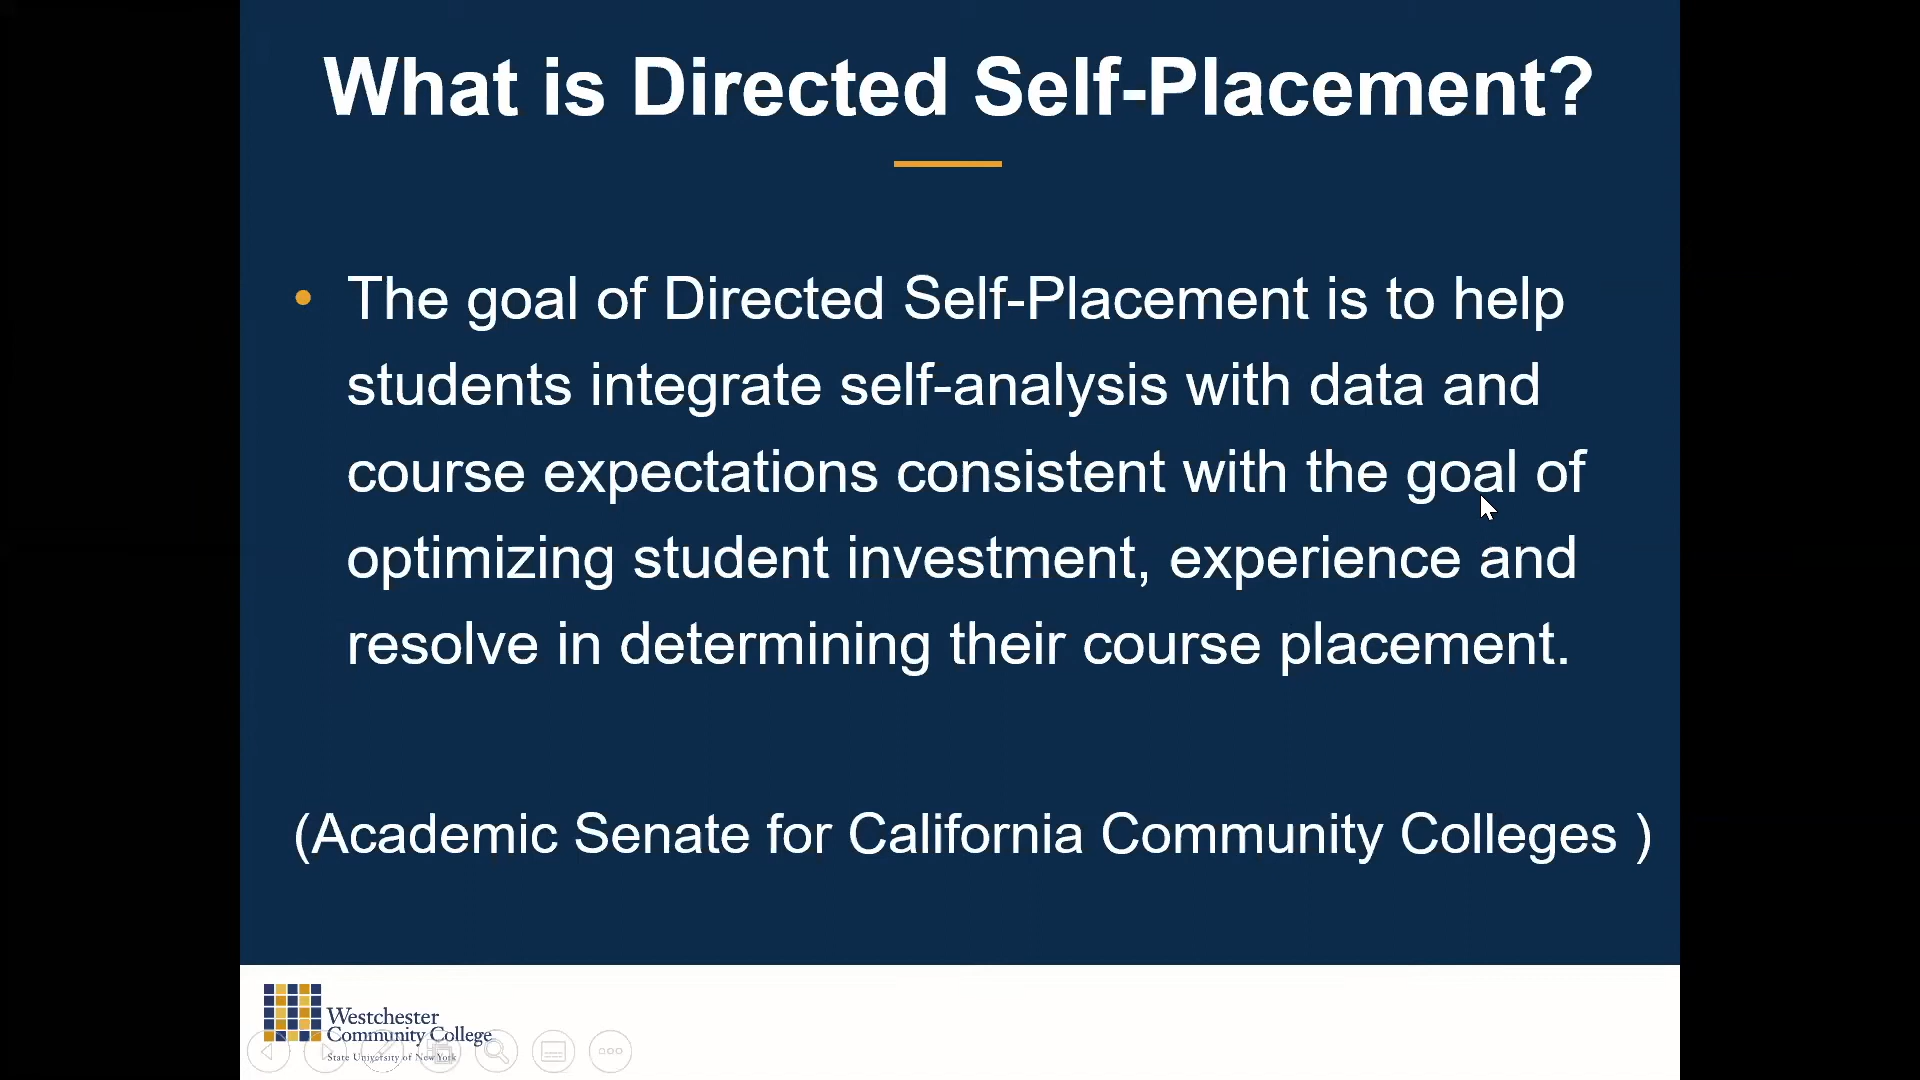 What is Directed Self-Placement?
• The goal of Directed Self-Placement is to help
students integrate self-analysis with data and
course expectations consistent with the goal of
optimizing student investment, experience and
resolve in determining their course placement.
(Academic Senate for California Community Colleges )
Westchester
Community College
State University of New York